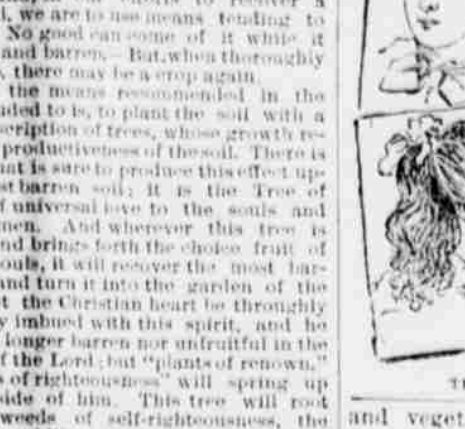 l, we are to use means tending to
No good can come of it while it
and barren. But, when thoroughly
, there may be a crop again.
the means recommended in the
ded to is, to plant the soil with a
scription of trees, whose growth re-
productiveness of the soil. There is
at is sure to produce this effect up-
st barren soil; it is the Tree of
f universal love to the souls and
men. And wherever this tree is
nd brings forth the choice fruit of
ouls, it will recover the most bar-
and turn it into the garden of the
t the Christian heart be throughly
y imbued with this spirit, and he
longer barren nor unfruitful in the
f the Lord; but "plants of renown,"
s of righteousness" will spring up
side of him. This tree will root
weeds of self-righteousness, the
and veget